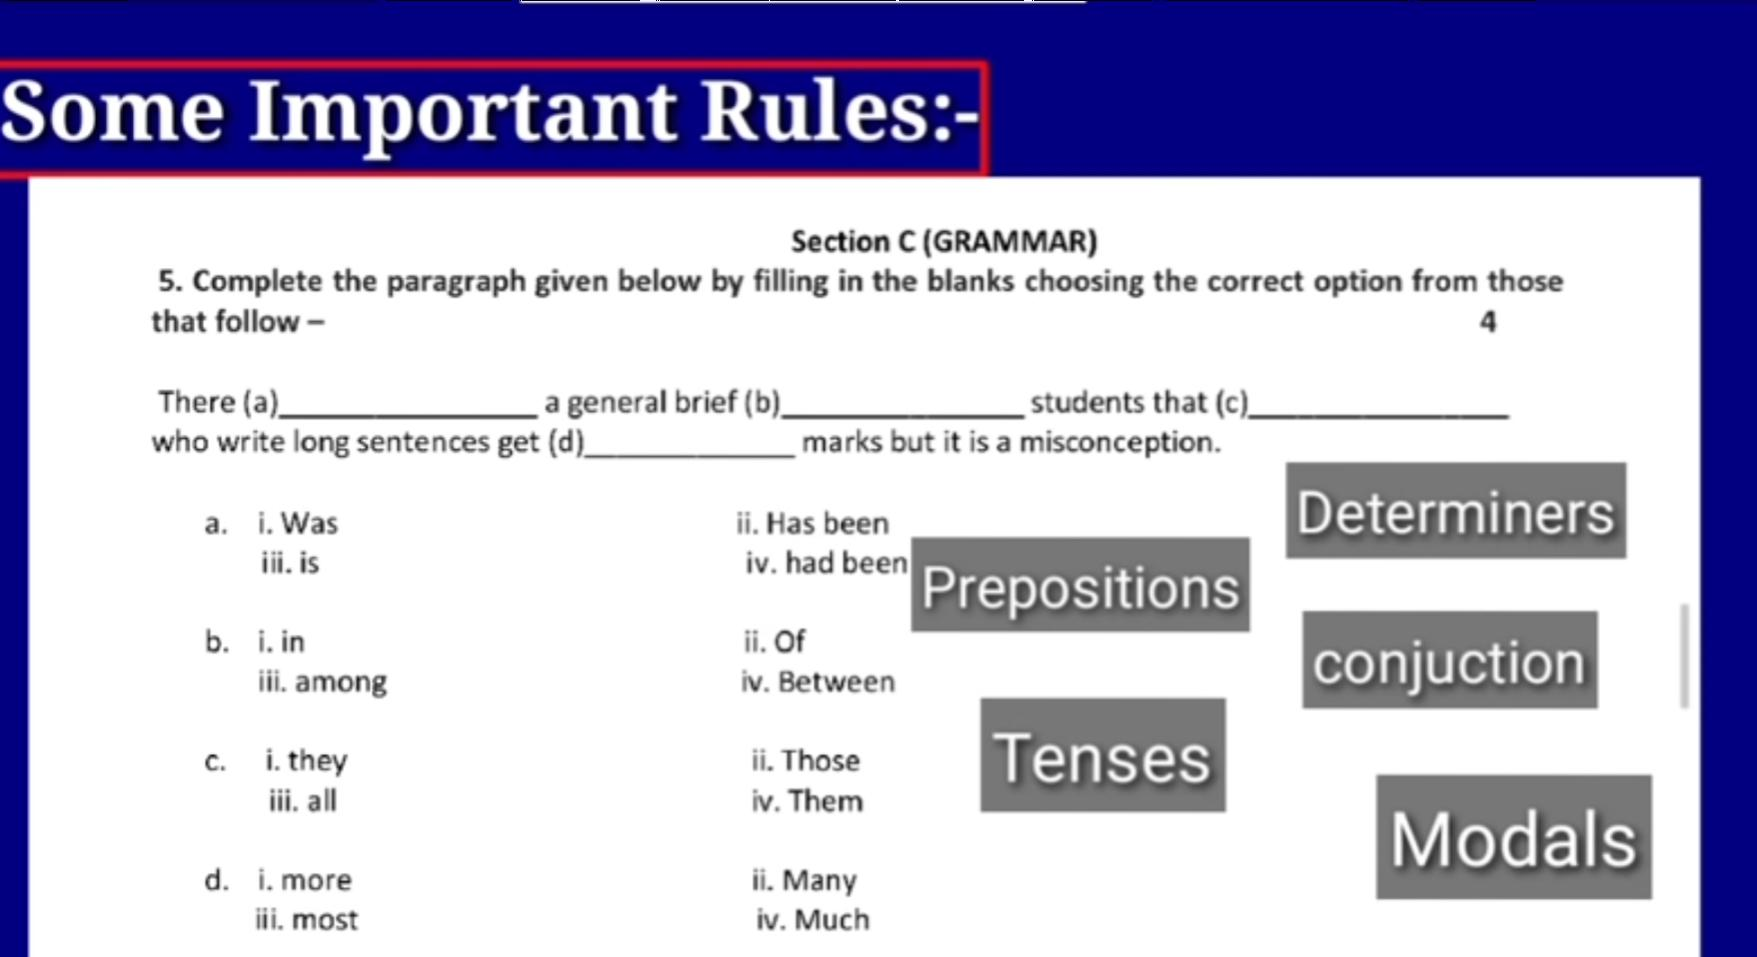 Some Important Rules:-
Section C (GRAMMAR)
5. Complete the paragraph given below by filling in the blanks choosing the correct option from those
that follow – 4
There (a)_______________ a general brief (b)______________ students that (c)_______________
who write long sentences get (d)____________ marks but it is a misconception.
a. i. Was ii. Has been
iii. is iv. had been
b. i. in ii. Of
iii. among iv. Between
c. i. they ii. Those
iii. all iv. Them
d. i. more ii. Many
iii. most iv. Much
Determiners
Prepositions
conjuction
Tenses
Modals